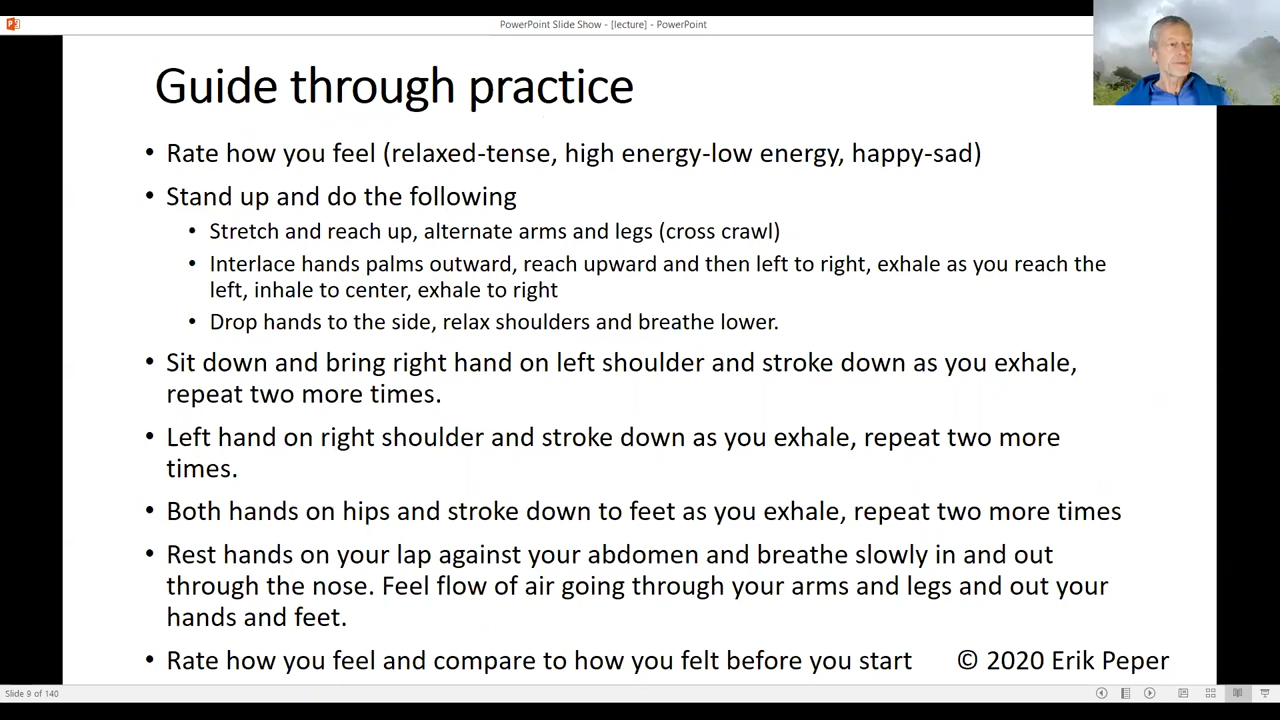 PowerPoint Slide Show - [lecture] - PowerPoint
Guide through practice
• Rate how you feel (relaxed-tense, high energy-low energy, happy-sad)
• Stand up and do the following
• Stretch and reach up, alternate arms and legs (cross crawl)
• Interlace hands palms outward, reach upward and then left to right, exhale as you reach the
left, inhale to center, exhale to right
• Drop hands to the side, relax shoulders and breathe lower.
• Sit down and bring right hand on left shoulder and stroke down as you exhale,
repeat two more times.
• Left hand on right shoulder and stroke down as you exhale, repeat two more
times.
• Both hands on hips and stroke down to feet as you exhale, repeat two more times
• Rest hands on your lap against your abdomen and breathe slowly in and out
through the nose. Feel flow of air going through your arms and legs and out your
hands and feet.
• Rate how you feel and compare to how you felt before you start © 2020 Erik Peper
Slide 9 of 140